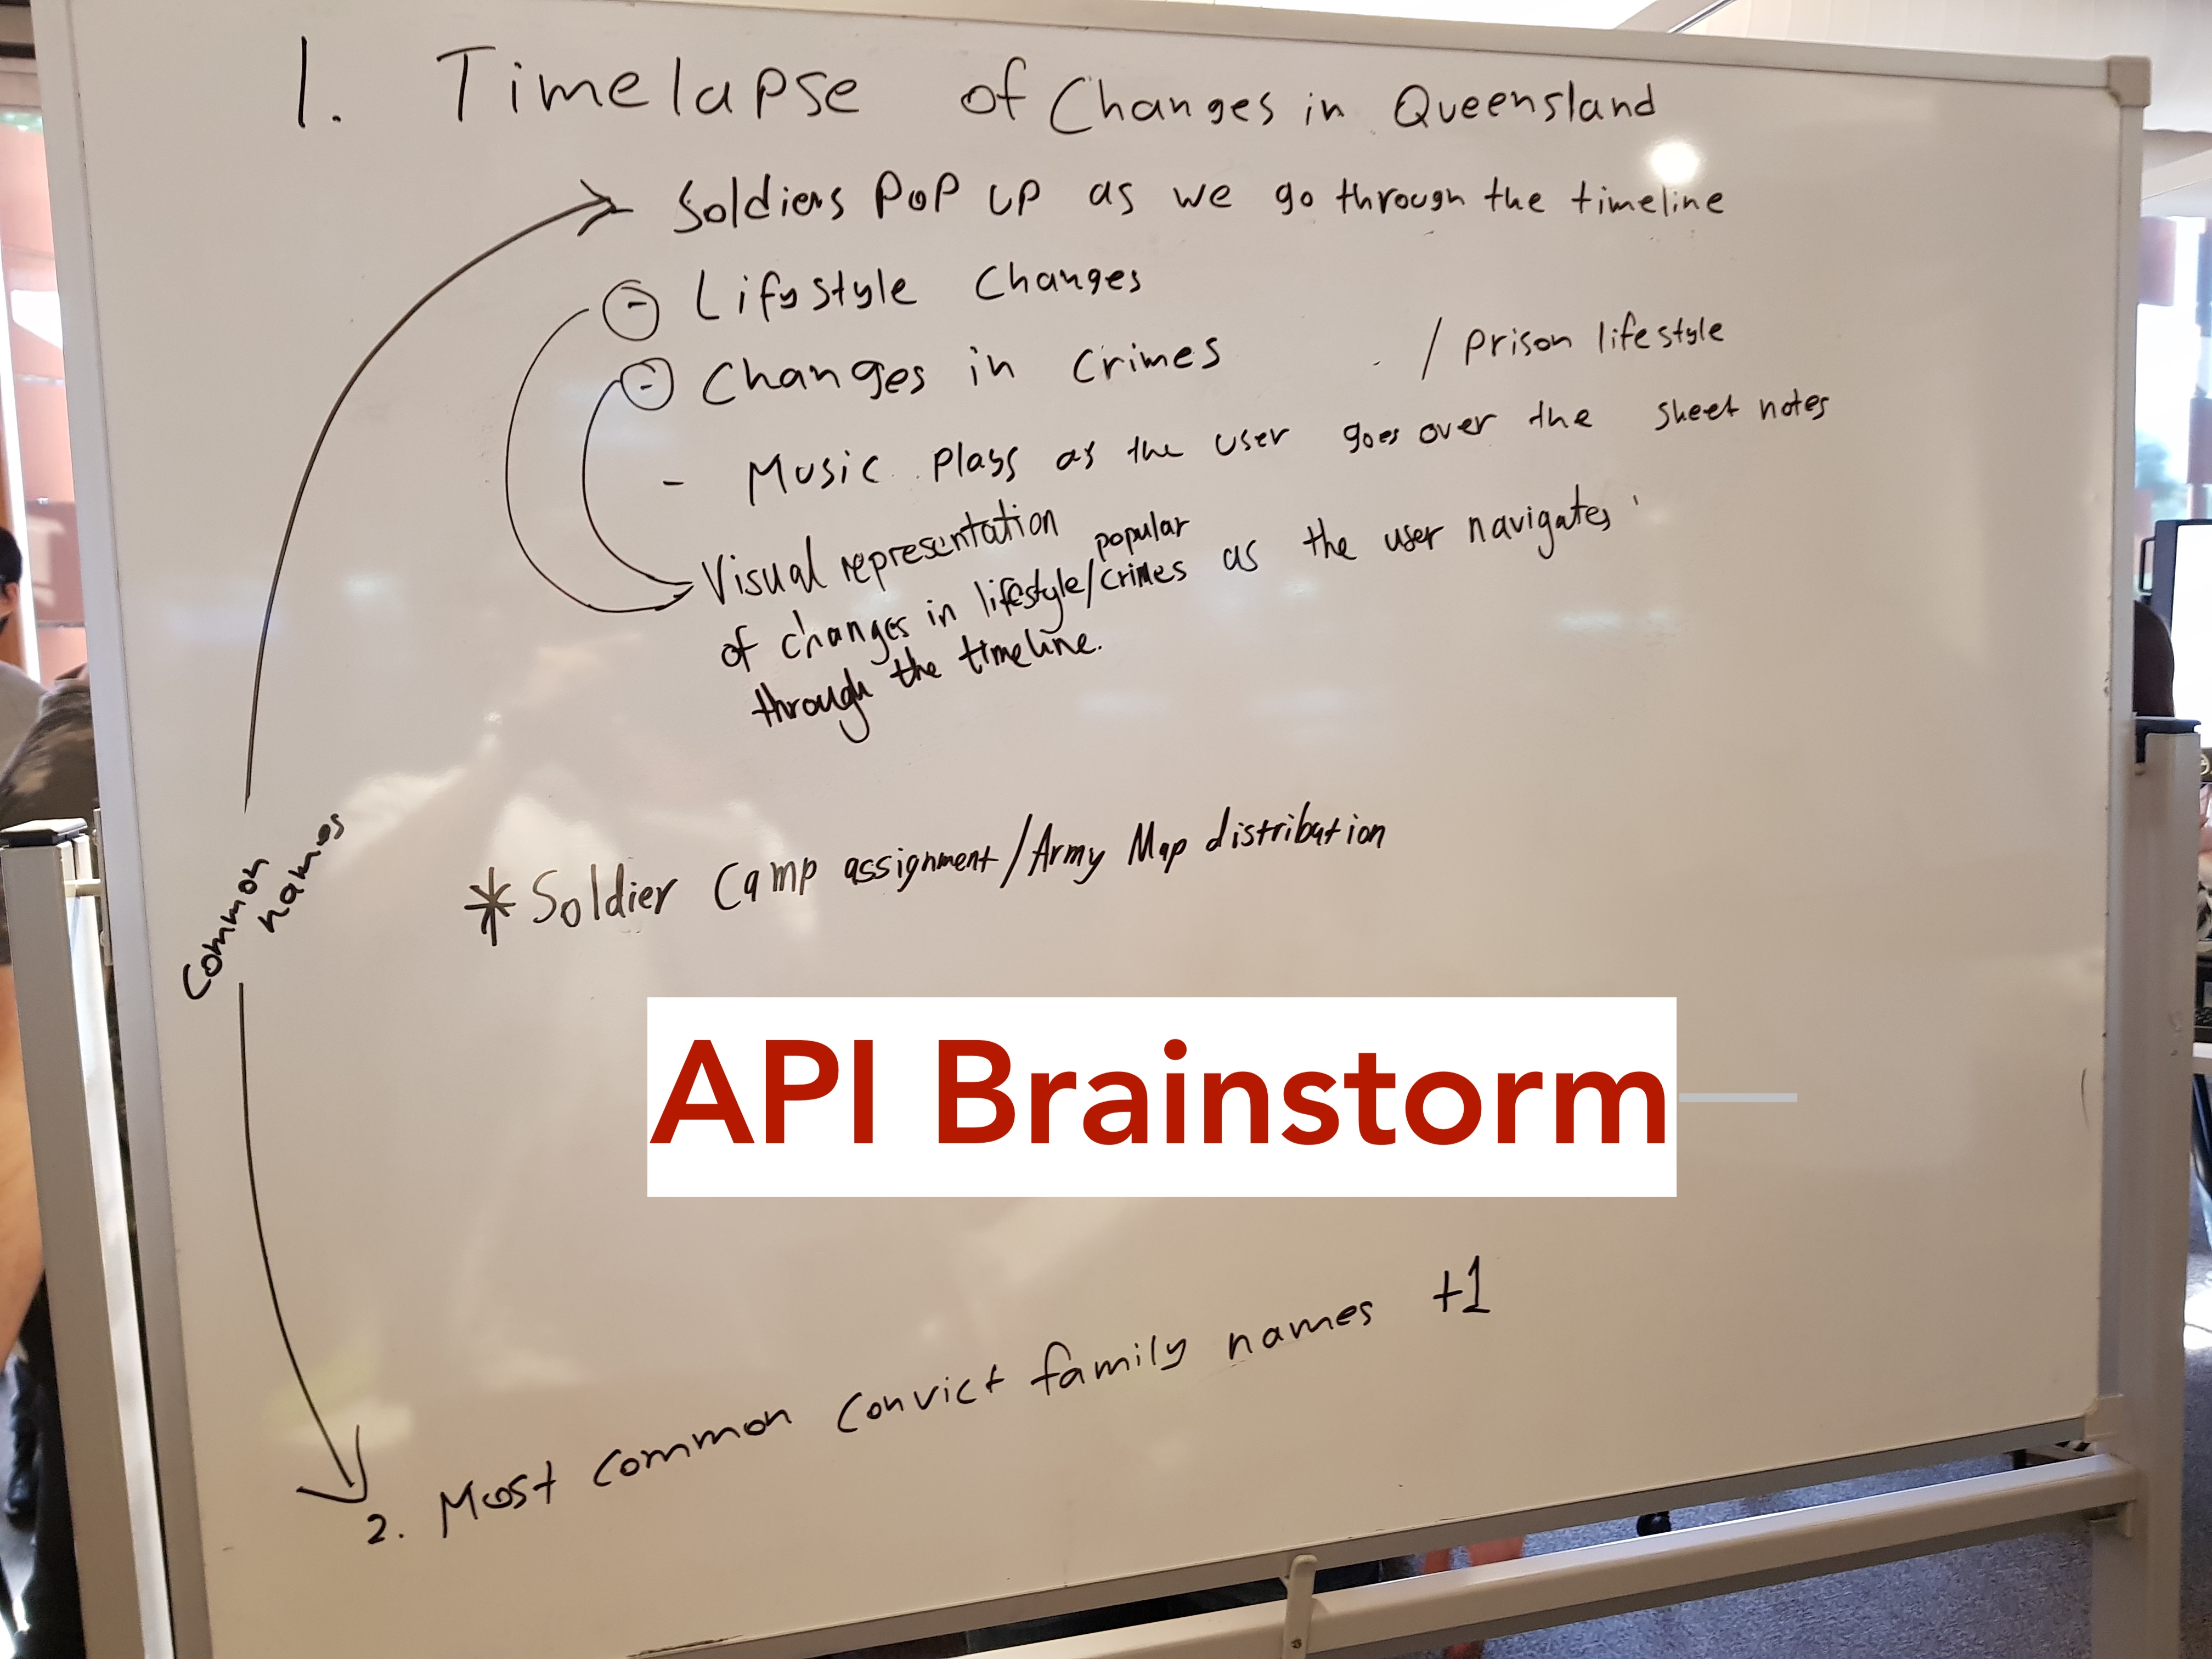 1. Timelapse of Changes in Queensland
- Soldiers Pop up as we go through the timeline
- Lifystyle Changes
- Changes in Crimes / Prison lifestyle
- Music Plays as the user goes over the sheet notes
Visual representation
of changes in lifestyle/popular crimes as the user navigates
through the timeline.
Common
names
* Soldier Camp assignment/Army Map distribution
API Brainstorm
2. Most common convict family names +1